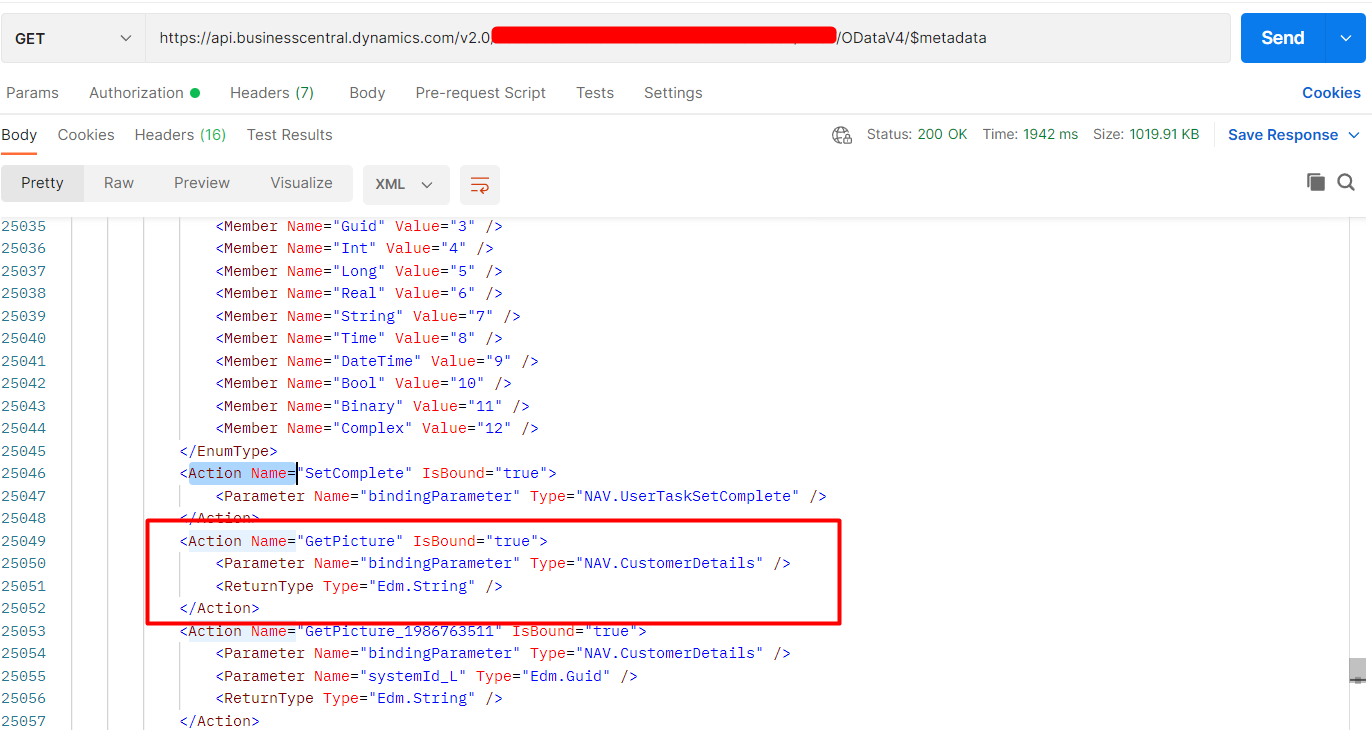 GET https://api.businesscentral.dynamics.com/v2.0/ /ODataV4/$metadata Send
Params Authorization Headers (7) Body Pre-request Script Tests Settings Cookies
Body Cookies Headers (16) Test Results Status: 200 OK Time: 1942 ms Size: 1019.91 KB Save Response
Pretty Raw Preview Visualize XML
25035 <Member Name="Guid" Value="3" />
25036 <Member Name="Int" Value="4" />
25037 <Member Name="Long" Value="5" />
25038 <Member Name="Real" Value="6" />
25039 <Member Name="String" Value="7" />
25040 <Member Name="Time" Value="8" />
25041 <Member Name="DateTime" Value="9" />
25042 <Member Name="Bool" Value="10" />
25043 <Member Name="Binary" Value="11" />
25044 <Member Name="Complex" Value="12" />
25045 </EnumType>
25046 <Action Name="SetComplete" IsBound="true">
25047 <Parameter Name="bindingParameter" Type="NAV.UserTaskSetComplete" />
25048 </Action>
25049 <Action Name="GetPicture" IsBound="true">
25050 <Parameter Name="bindingParameter" Type="NAV.CustomerDetails" />
25051 <ReturnType Type="Edm.String" />
25052 </Action>
25053 <Action Name="GetPicture_1986763511" IsBound="true">
25054 <Parameter Name="bindingParameter" Type="NAV.CustomerDetails" />
25055 <Parameter Name="systemId_L" Type="Edm.Guid" />
25056 <ReturnType Type="Edm.String" />
25057 </Action>